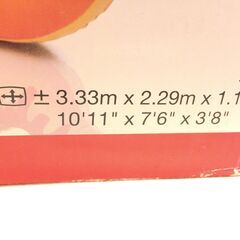 ± 3.33m x 2.29m x 1.1
10'11" x 7'6" x 3'8"